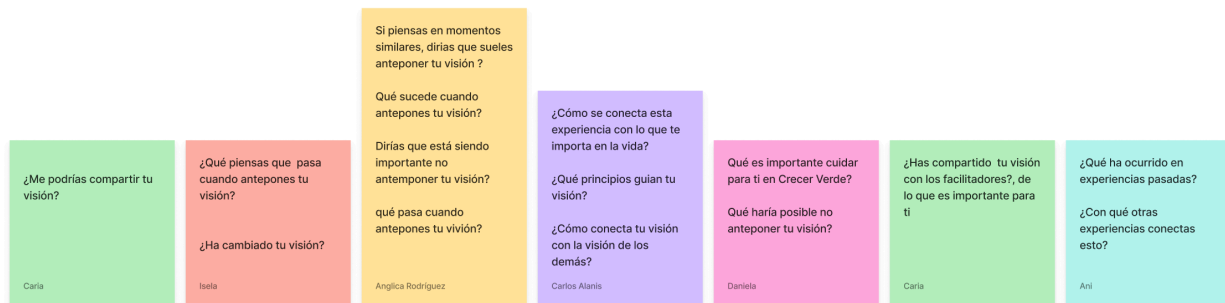 ¿Me podrías compartir tu
visión?
Caria
¿Qué piensas que pasa
cuando antepones tu
visión?
¿Ha cambiado tu visión?
Isela
Si piensas en momentos
similares, dirias que sueles
anteponer tu visión ?
Qué sucede cuando
antepones tu visión?
Dirías que está siendo
importante no
antemponer tu visión?
qué pasa cuando
antepones tu vivión?
Anglica Rodríguez
¿Cómo se conecta esta
experiencia con lo que te
importa en la vida?
¿Qué principios guian tu
visión?
¿Cómo conecta tu visión
con la visión de los
demás?
Carlos Alanis
Qué es importante cuidar
para ti en Crecer Verde?
Qué haría posible no
anteponer tu visión?
Daniela
¿Has compartido tu visión
con los facilitadores?, de
lo que es importante para
ti
Caria
¿Qué ha ocurrido en
experiencias pasadas?
¿Con qué otras
experiencias conectas
esto?
Ani